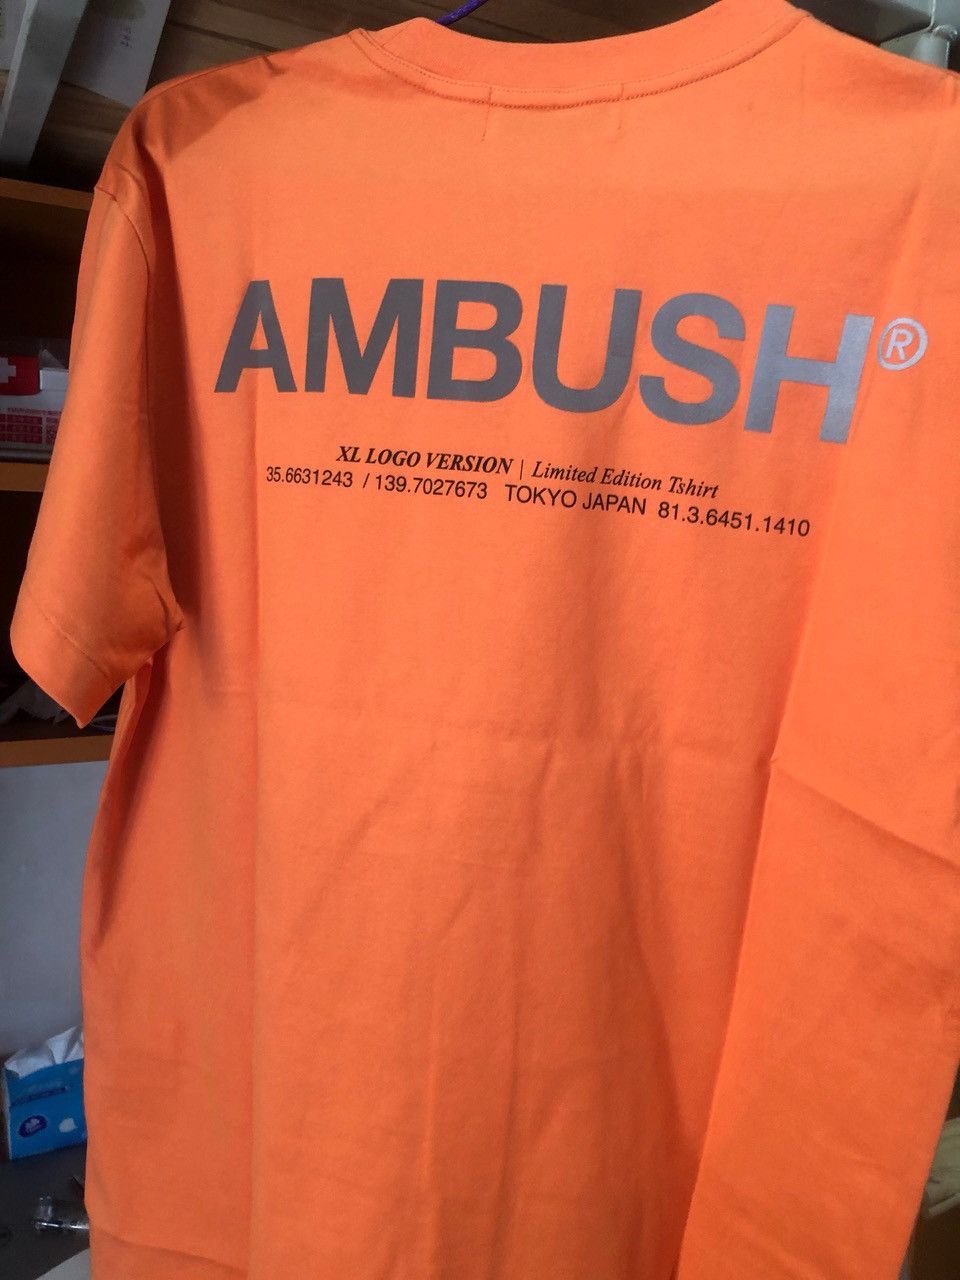 AMBUSH®
XL LOGO VERSION | Limited Edition Tshirt
35.6631243 / 139.7027673 TOKYO JAPAN 81.3.6451.1410